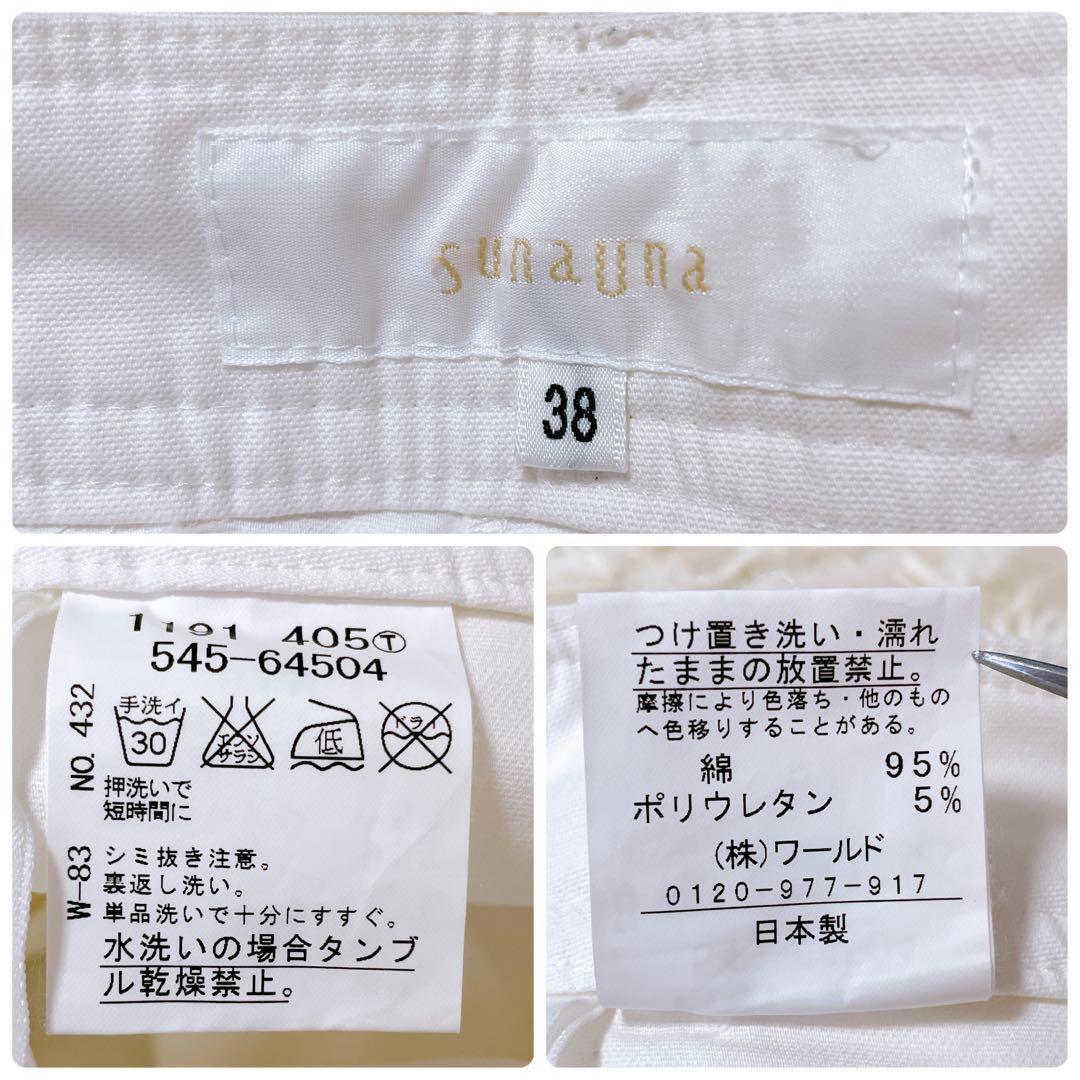 sunauna
38
1181 405Ⓣ
545-64504
手洗イ
30
エンソ
サラシ
低
ドライ
押洗いで
短時間に
NO. 432
W-83
シミ抜き注意。
裏返し洗い。
単品洗いで十分にすすぐ。
水洗いの場合タンブ
ル乾燥禁止。
つけ置き洗い・濡れ
たままの放置禁止。
摩擦により色落ち・他のもの
へ色移りすることがある。
綿 95%
ポリウレタン 5%
(株)ワールド
0120-977-917
日本製